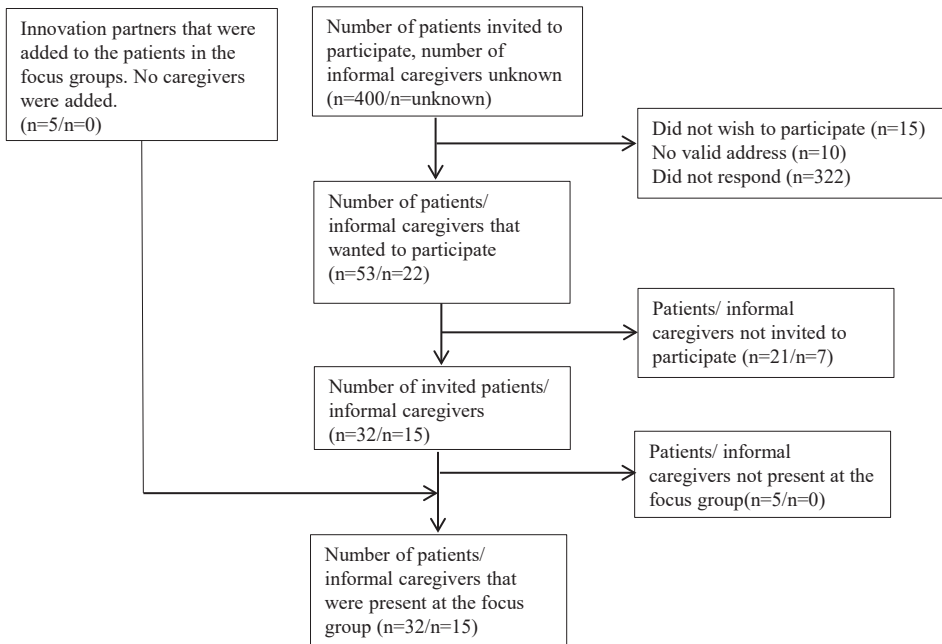 Innovation partners that were
added to the patients in the
focus groups. No caregivers
were added.
(n=5/n=0)
Number of patients invited to
participate, number of
informal caregivers unknown
(n=400/n=unknown)
Did not wish to participate (n=15)
No valid address (n=10)
Did not respond (n=322)
Number of patients/
informal caregivers that
wanted to participate
(n=53/n=22)
Patients/ informal
caregivers not invited to
participate (n=21/n=7)
Number of invited patients/
informal caregivers
(n=32/n=15)
Patients/ informal
caregivers not present at the
focus group(n=5/n=0)
Number of patients/
informal caregivers that
were present at the focus
group (n=32/n=15)